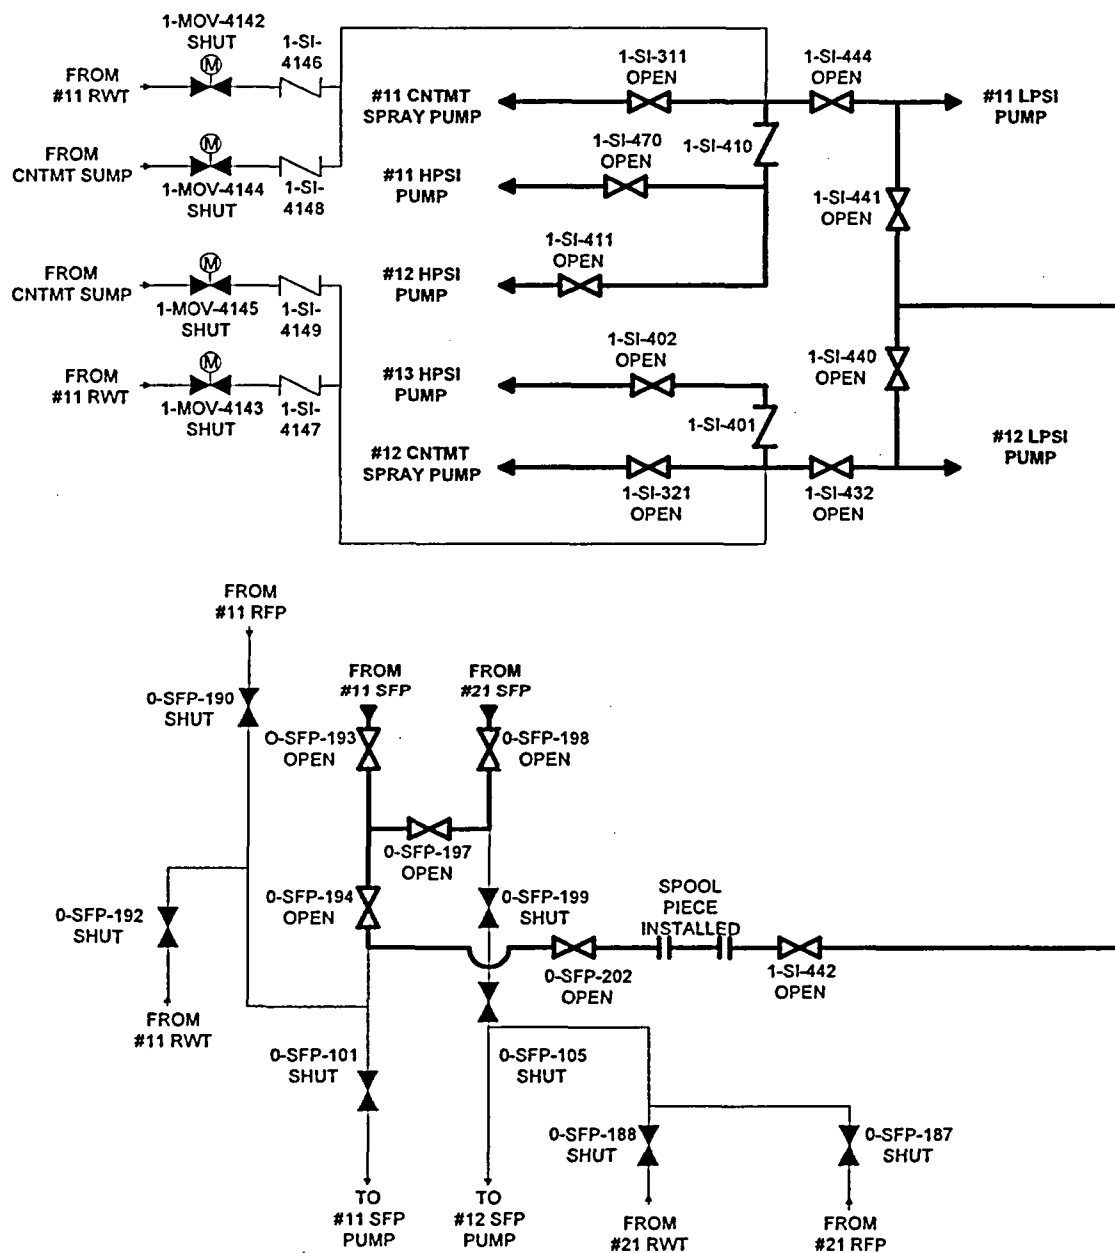 1-MOV-4142
SHUT
1-SI-
4146
M
FROM
#11 RWT
1-SI-311
OPEN
1-SI-444
OPEN
#11 CNTMT
SPRAY PUMP
#11 LPSI
PUMP
1-SI-470
OPEN
1-SI-410
M
FROM
CNTMT SUMP
1-MOV-4144
SHUT
1-SI-
4148
#11 HPSI
PUMP
1-SI-441
OPEN
1-SI-411
OPEN
M
FROM
CNTMT SUMP
1-MOV-4145
SHUT
1-SI-
4149
#12 HPSI
PUMP
1-SI-402
OPEN
1-SI-440
OPEN
M
FROM
#11 RWT
1-MOV-4143
SHUT
1-SI-
4147
#13 HPSI
PUMP
1-SI-401
#12 CNTMT
SPRAY PUMP
#12 LPSI
PUMP
1-SI-321
OPEN
1-SI-432
OPEN
FROM
#11 RFP
FROM
#11 SFP
FROM
#21 SFP
0-SFP-190
SHUT
O-SFP-193
OPEN
0-SFP-198
OPEN
0-SFP-197
OPEN
0-SFP-192
SHUT
0-SFP-194
OPEN
0-SFP-199
SHUT
SPOOL
PIECE
INSTALLED
0-SFP-202
OPEN
1-SI-442
OPEN
FROM
#11 RWT
0-SFP-101
SHUT
0-SFP-105
SHUT
0-SFP-188
SHUT
0-SFP-187
SHUT
TO
#11 SFP
PUMP
TO
#12 SFP
PUMP
FROM
#21 RWT
FROM
#21 RFP